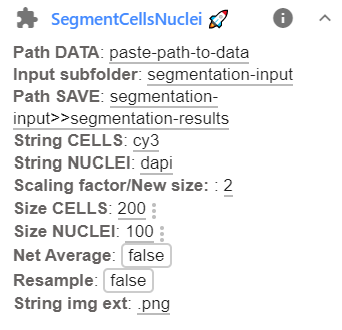 SegmentCellsNuclei 🚀
Path DATA: paste-path-to-data
Input subfolder: segmentation-input
Path SAVE: segmentation-
input>>segmentation-results
String CELLS: cy3
String NUCLEI: dapi
Scaling factor/New size: : 2
Size CELLS: 200
Size NUCLEI: 100
Net Average: false
Resample: false
String img ext: .png